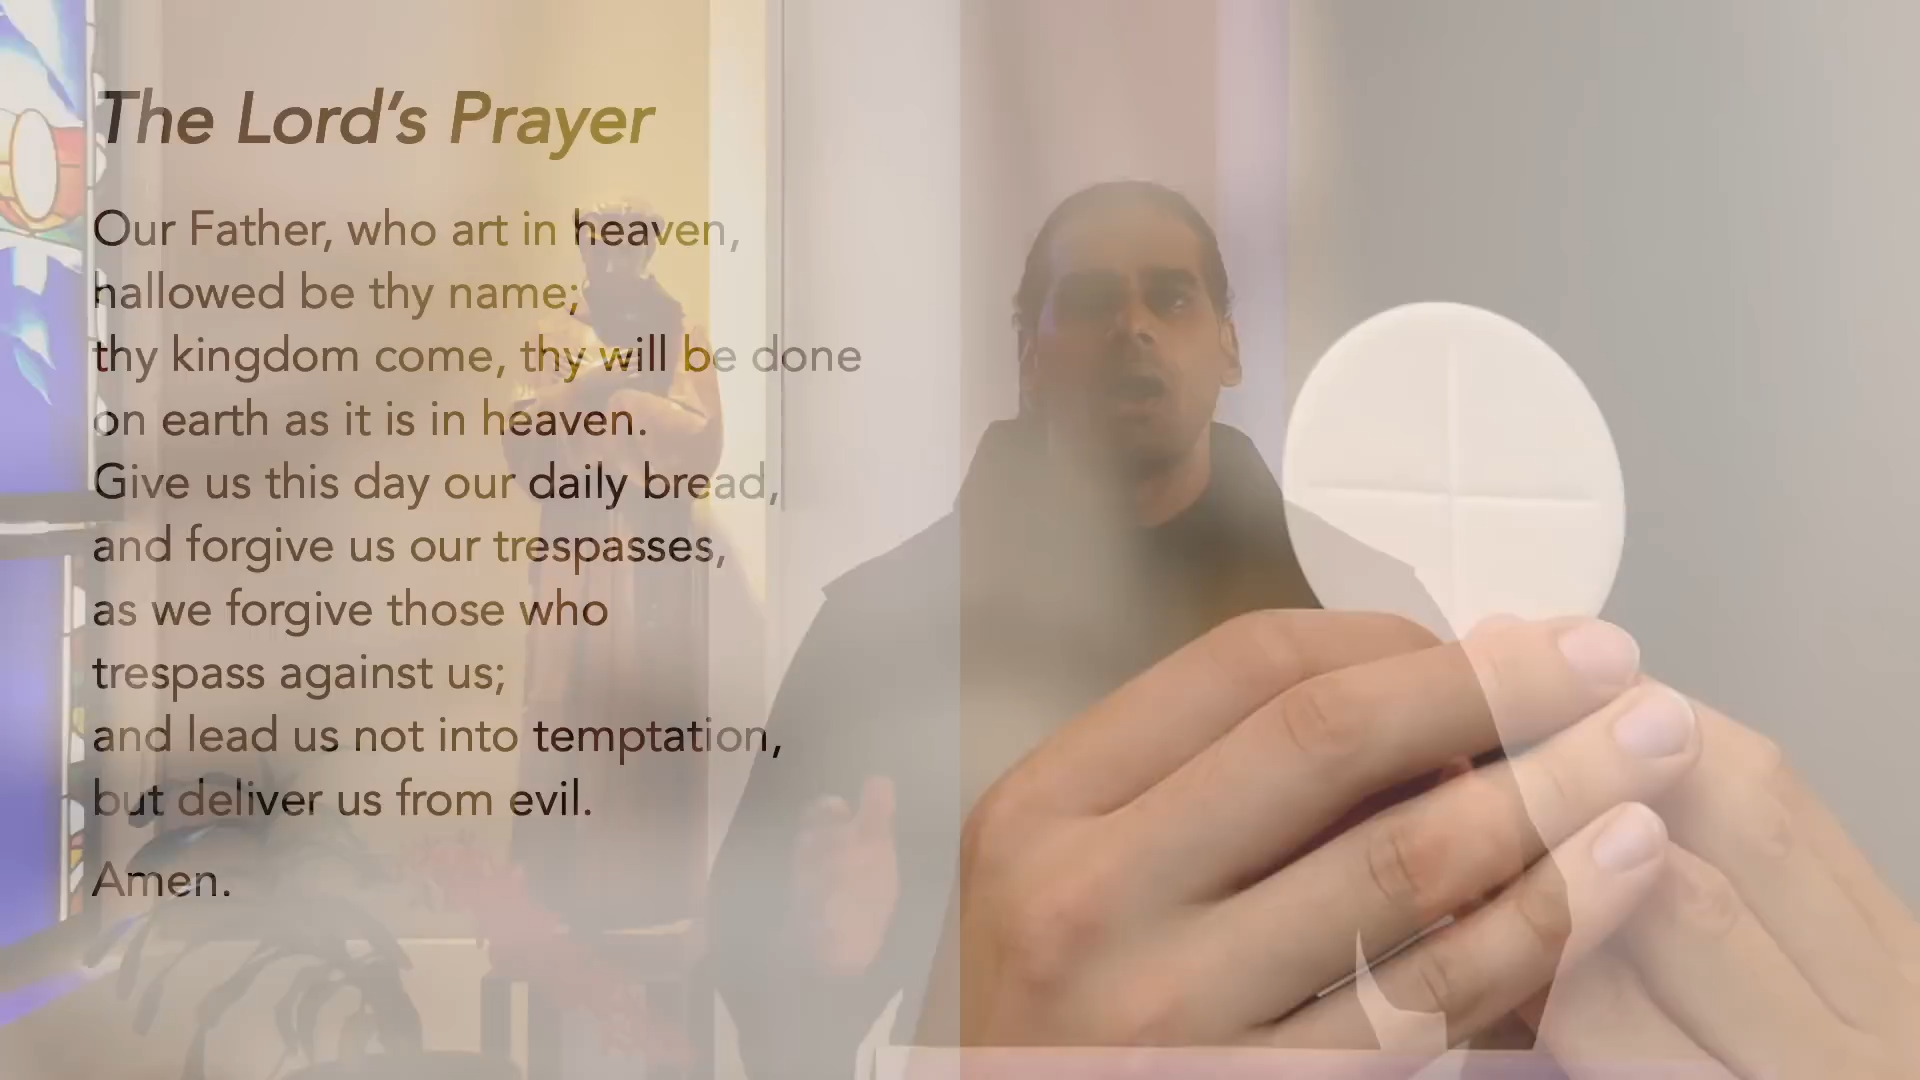 The Lord’s Prayer
Our Father, who art in heaven,
hallowed be thy name;
thy kingdom come, thy will be done
on earth as it is in heaven.
Give us this day our daily bread,
and forgive us our trespasses,
as we forgive those who
trespass against us;
and lead us not into temptation,
but deliver us from evil.
Amen.